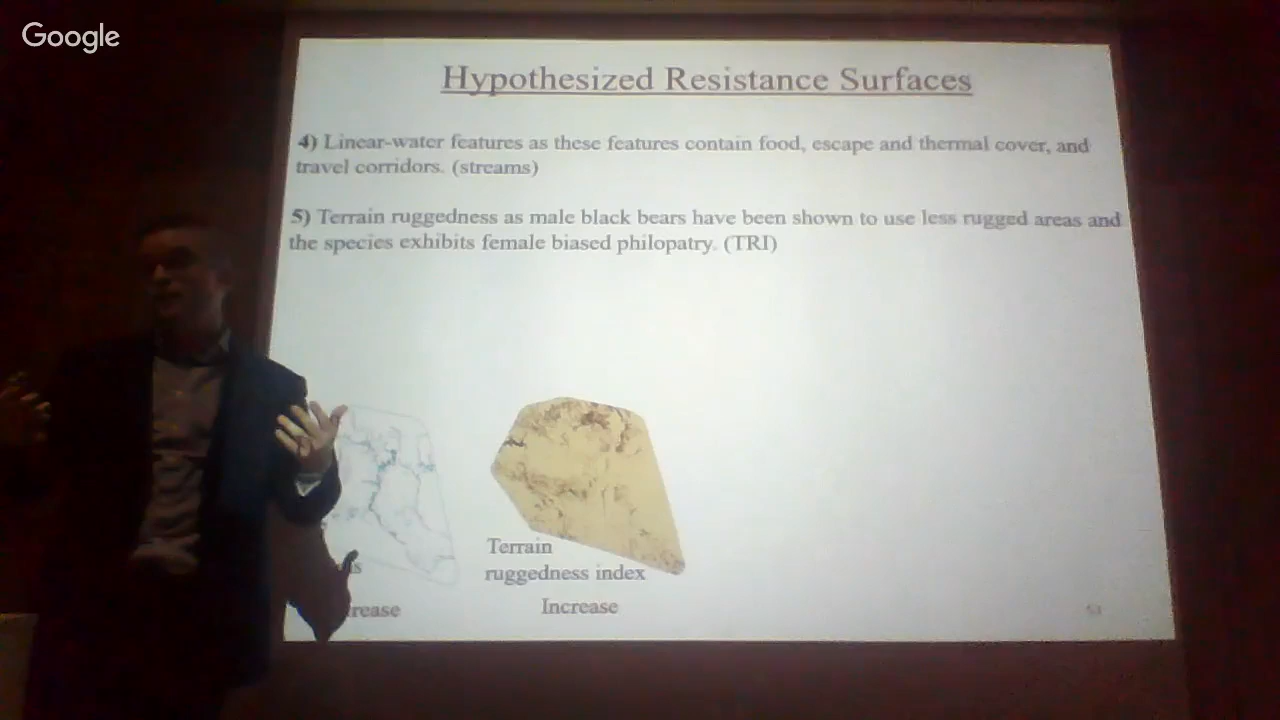 Google
Hypothesized Resistance Surfaces
4) Linear-water features as these features contain food, escape and thermal cover, and
travel corridors. (streams)
5) Terrain ruggedness as male black bears have been shown to use less rugged areas and
the species exhibits female biased philopatry. (TRI)
Terrain
ruggedness index
Increase